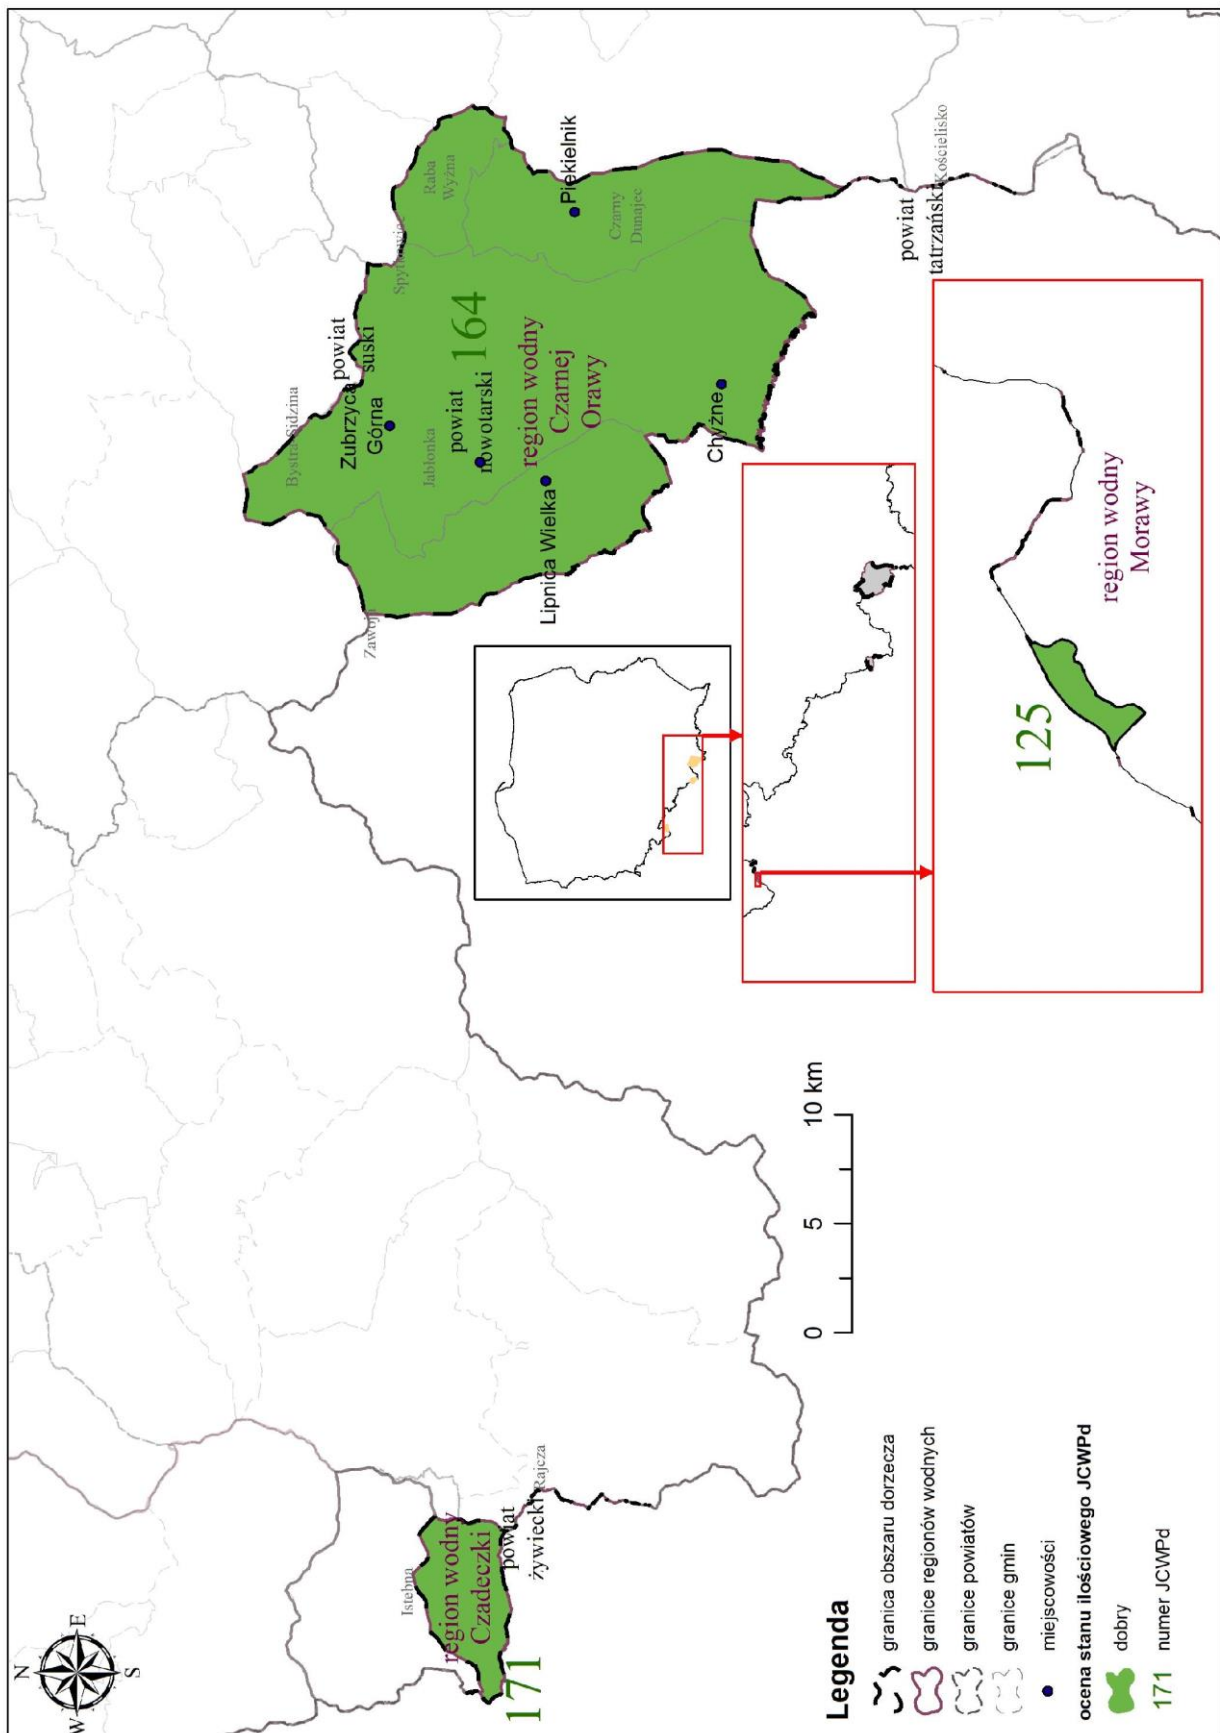 N
W
E
S
Istebna
region wodny
Czadeczki
171
powiat
żywiecki
Rajcza
Zawoja
Bystra-Sidzina
powiat
suski
Zubrzyca
Górna
Spytkowice
Raba
Wyżna
Jabłonka
powiat
nowotarski
164
region wodny
Czarnej
Orawy
Lipnica Wielka
Piekielnik
Czarny
Dunajec
Chyżne
powiat
tatrzański
Kościelisko
125
region wodny
Morawy
0 5 10 km
Legenda
granica obszaru dorzecza
granice regionów wodnych
granice powiatów
granice gmin
miejscowości
ocena stanu ilościowego JCWPd
dobry
171 numer JCWPd